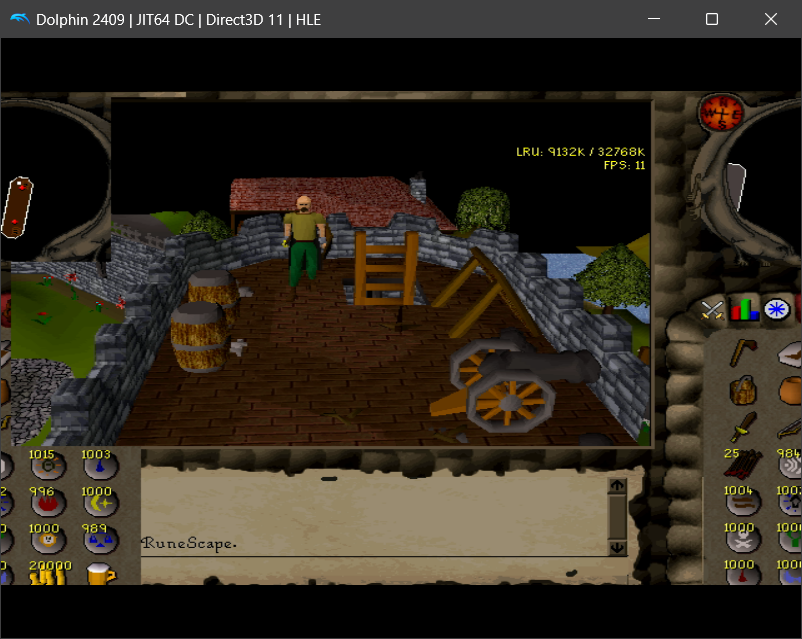 Dolphin 2409 | JIT64 DC | Direct3D 11 | HLE
N
W E
S
LRU: 9132K / 32768K
FPS: 11
1015 1003
996 1000
1000 989
20000
25 984
1004
1000
1000
RuneScape.